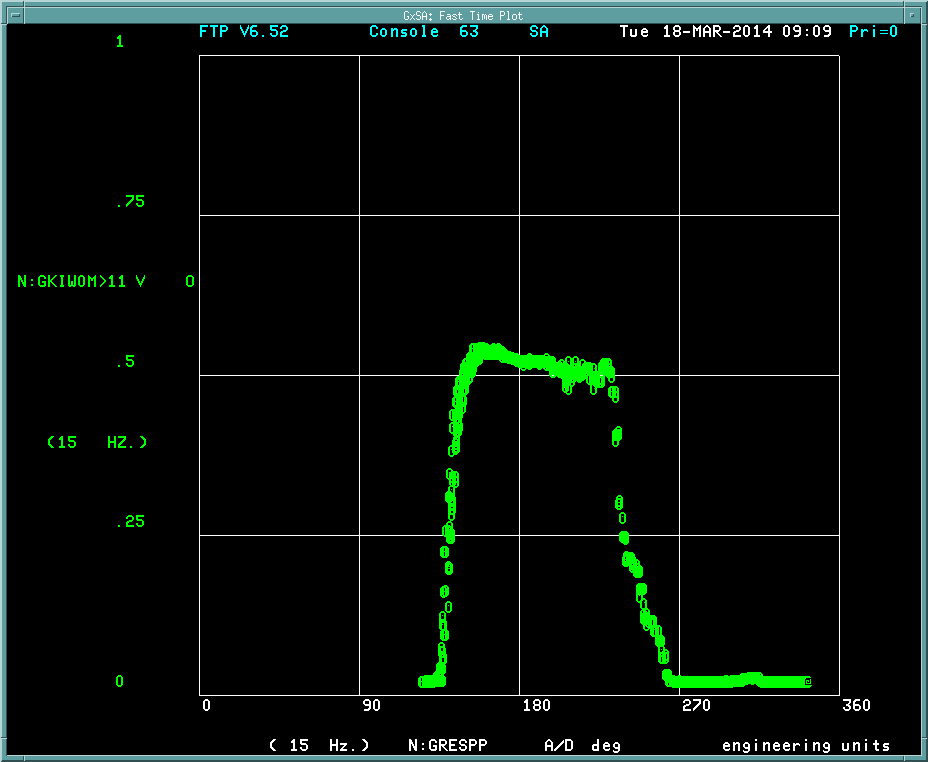 GxSA: Fast Time Plot
FTP V6.52 Console 63 SA Tue 18-MAR-2014 09:09 Pri=0
1
.75
N:GKIWOM>11 V 0
.5
(15 HZ.)
.25
0
0 90 180 270 360
( 15 Hz.) N:GRESPP A/D deg engineering units